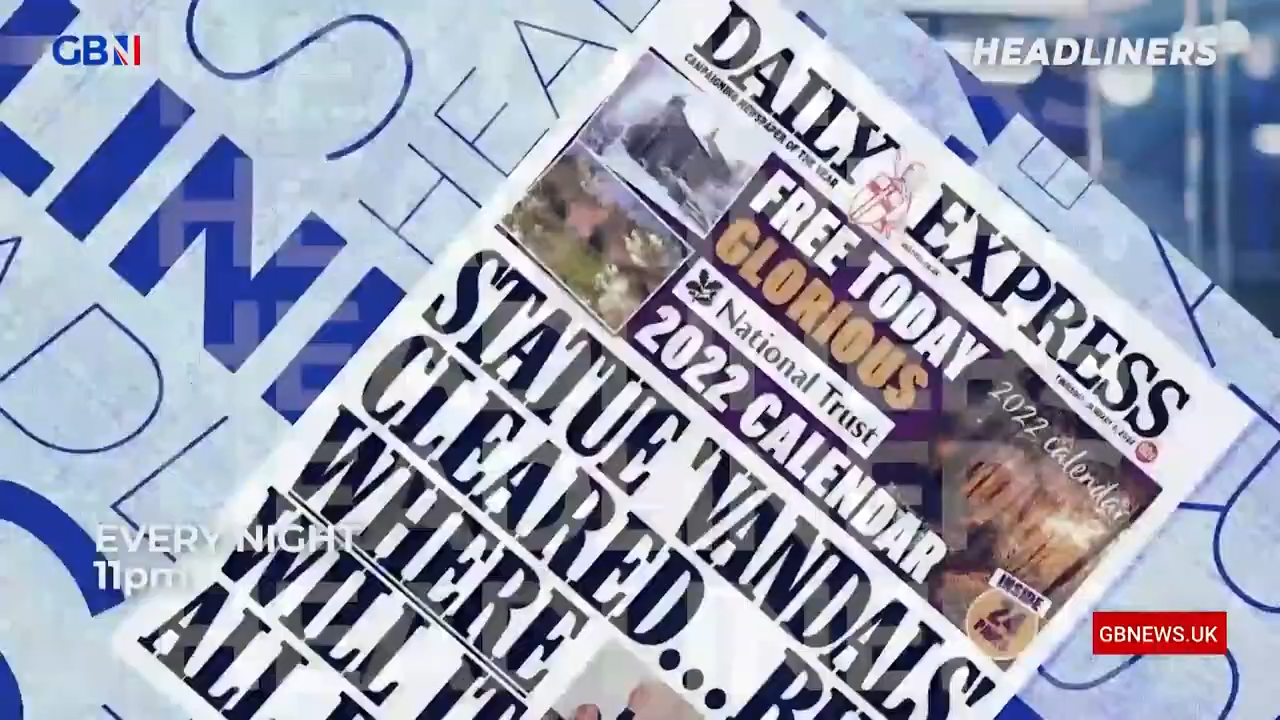 GBN
HEADLINERS
DAILY EXPRESS
CAMPAIGNING NEWSPAPER OF THE YEAR
FREE TODAY
GLORIOUS
National Trust
2022 CALENDAR
2022 calendar
INSIDE
STATUE 'VANDALS'
CLEARED...
WHERE
WILL IT
ALL
EVERY NIGHT
11pm
GBNEWS.UK